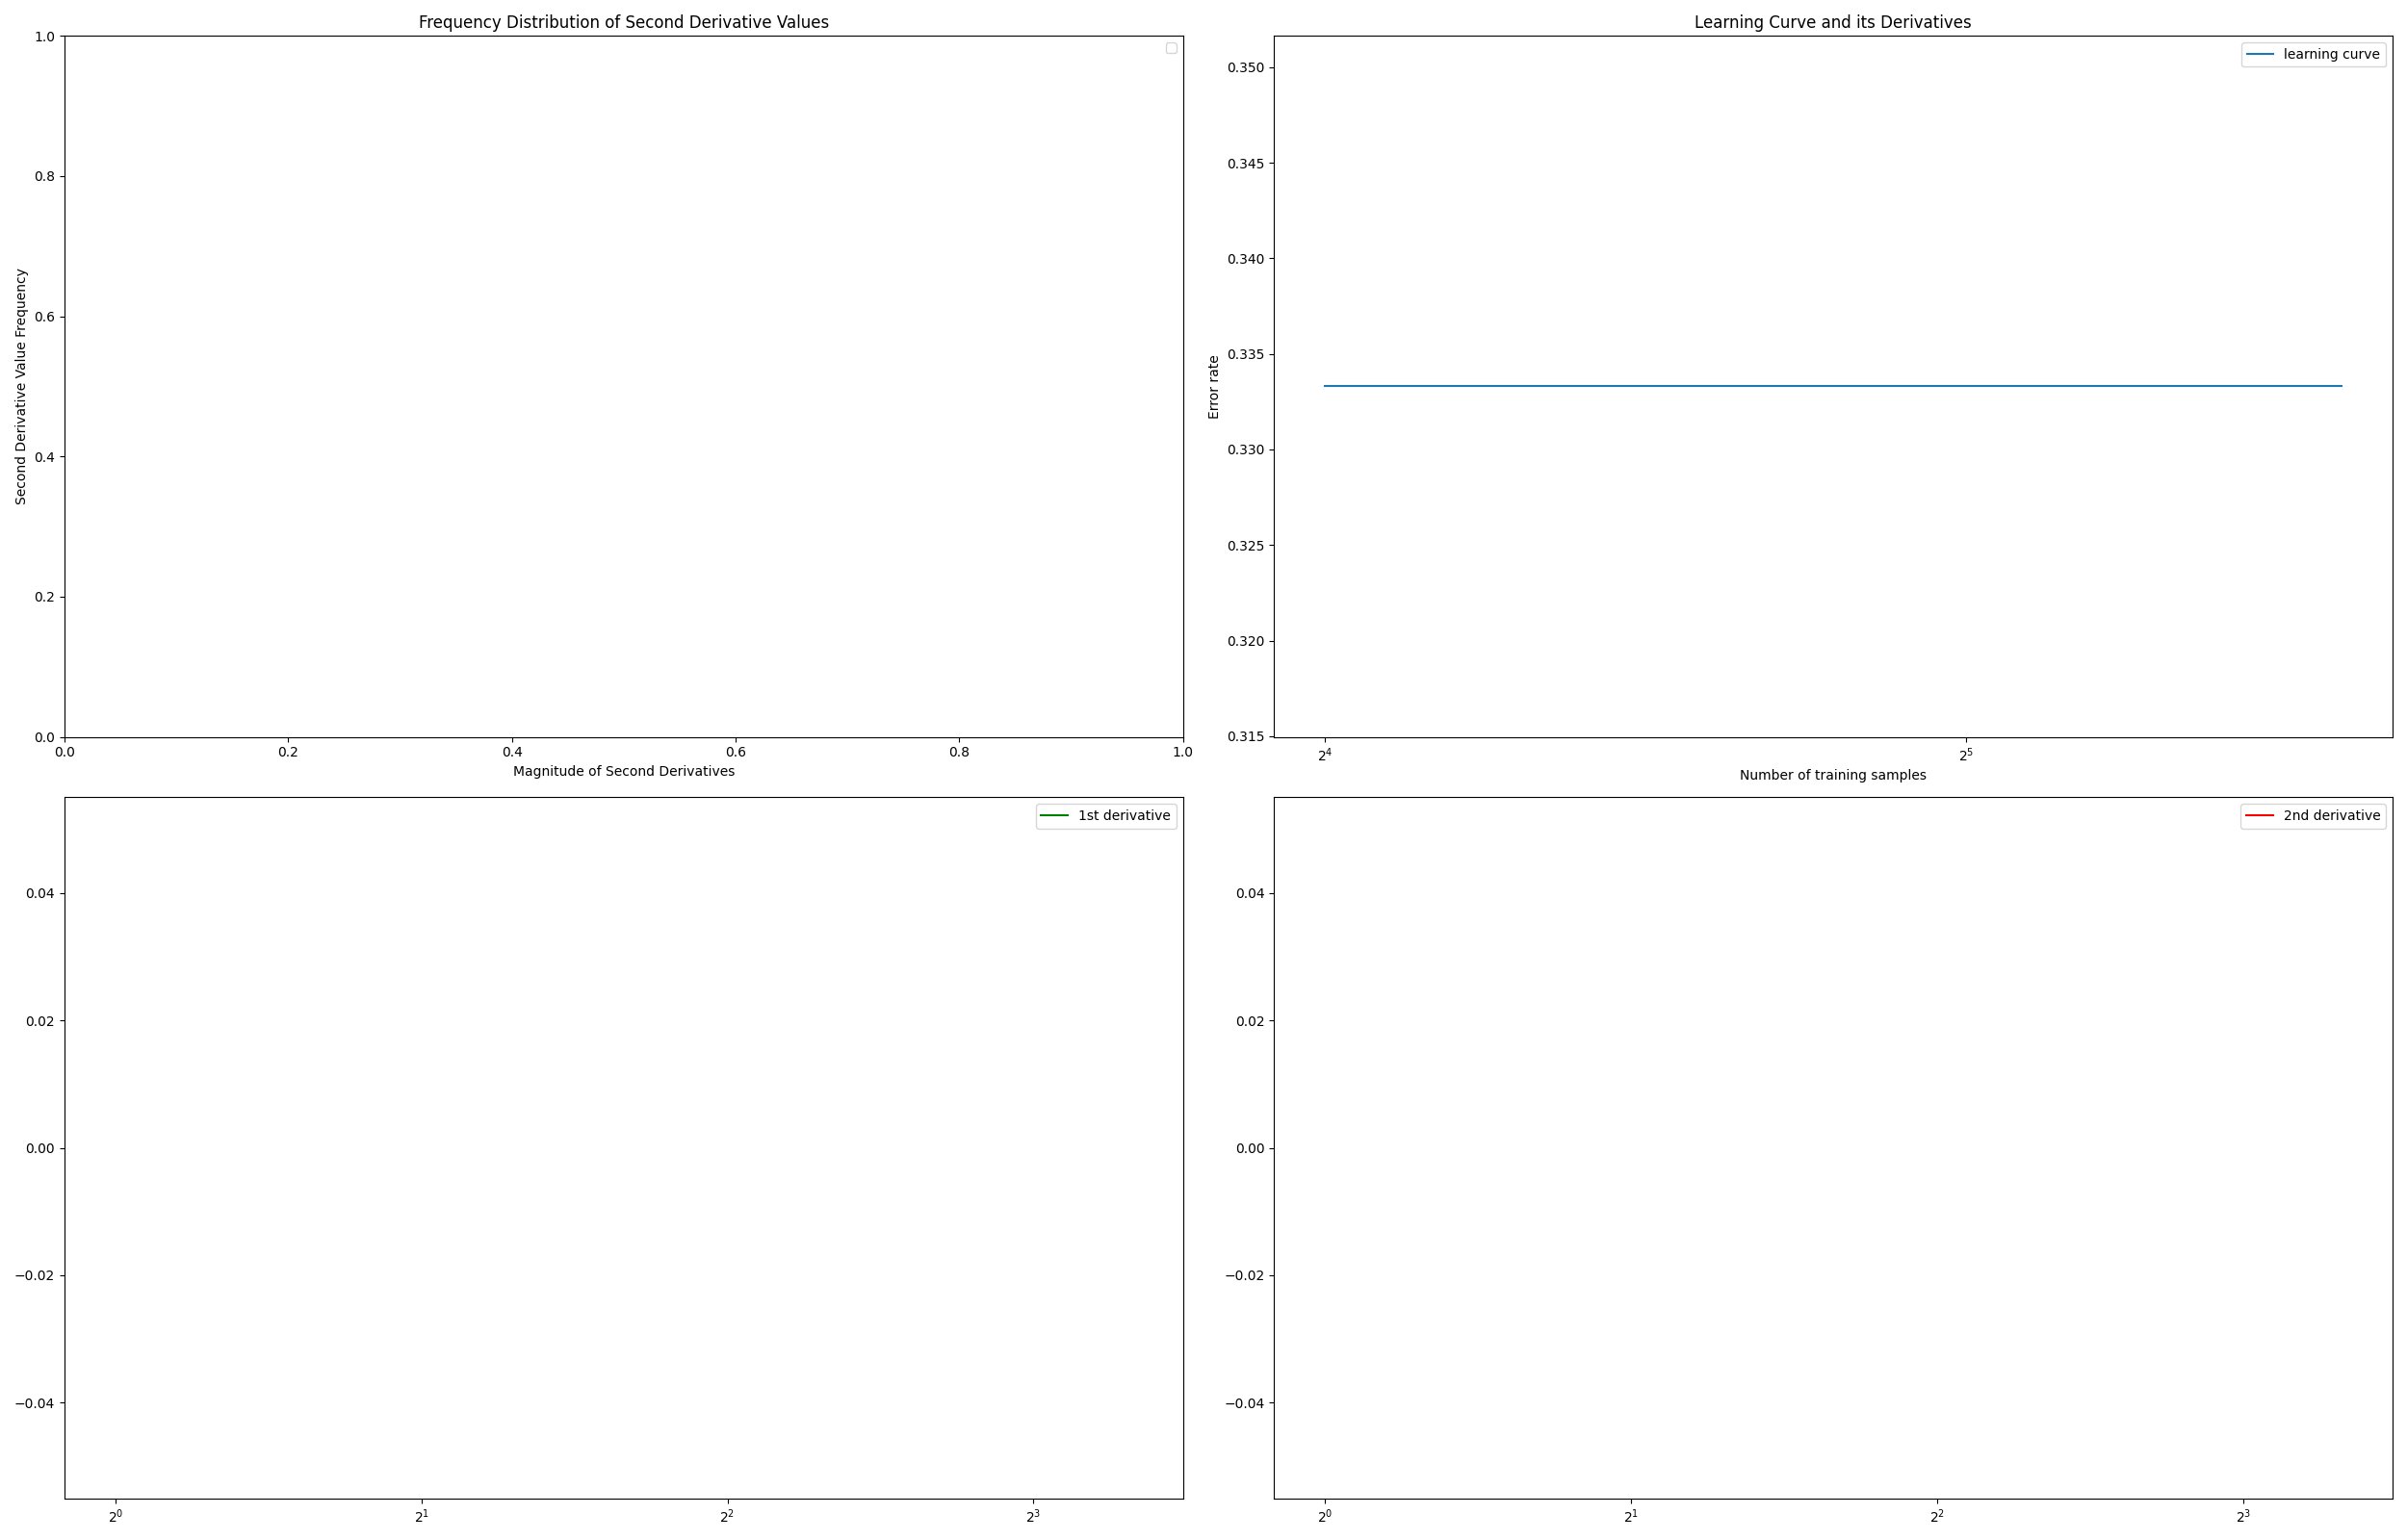 Frequency Distribution of Second Derivative Values
1.0
0.8
0.6
0.4
0.2
0.0
Second Derivative Value Frequency
0.0 0.2 0.4 0.6 0.8 1.0
Magnitude of Second Derivatives
Learning Curve and its Derivatives
learning curve
0.350
0.345
0.340
0.335
0.330
0.325
0.320
0.315
Error rate
2⁴ 2⁵
Number of training samples
1st derivative
0.04
0.02
0.00
−0.02
−0.04
2⁰ 2¹ 2² 2³
2nd derivative
0.04
0.02
0.00
−0.02
−0.04
2⁰ 2¹ 2² 2³